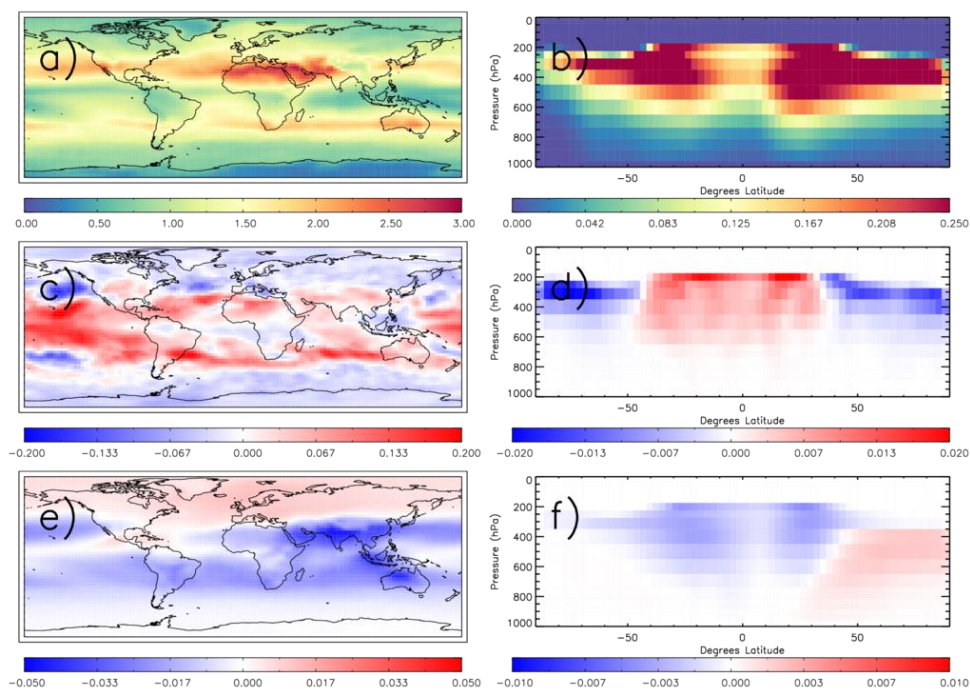 a)
0.00 0.50 1.00 1.50 2.00 2.50 3.00
b)
Pressure (hPa)
0
200
400
600
800
1000
−50 0 50
Degrees Latitude
0.000 0.042 0.083 0.125 0.167 0.208 0.250
c)
−0.200 −0.133 −0.067 0.000 0.067 0.133 0.200
d)
Pressure (hPa)
0
200
400
600
800
1000
−50 0 50
Degrees Latitude
−0.020 −0.013 −0.007 0.000 0.007 0.013 0.020
e)
−0.050 −0.033 −0.017 0.000 0.017 0.033 0.050
f)
Pressure (hPa)
0
200
400
600
800
1000
−50 0 50
Degrees Latitude
−0.010 −0.007 −0.003 0.000 0.003 0.007 0.010